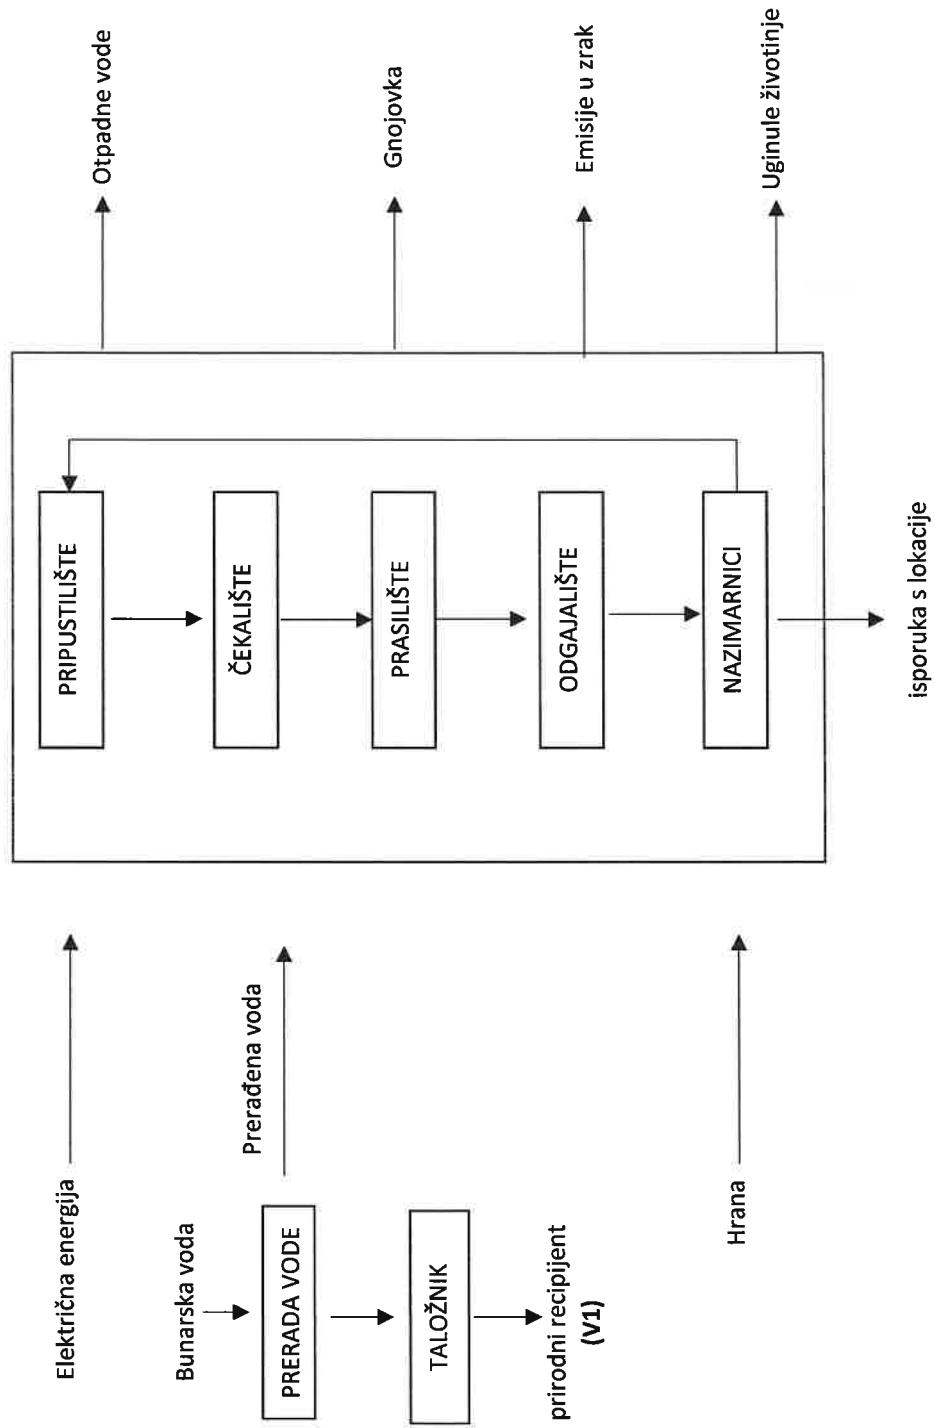 Električna energija
Bunarska voda
PRERADA VODE
Prerađena voda
TALOŽNIK
prirodni recipijent
(V1)
Hrana
PRIPUSTILIŠTE
ČEKALIŠTE
PRASILIŠTE
ODGAJALIŠTE
NAZIMARNICI
isporuka s lokacije
Otpadne vode
Gnojovka
Emisije u zrak
Uginule životinje